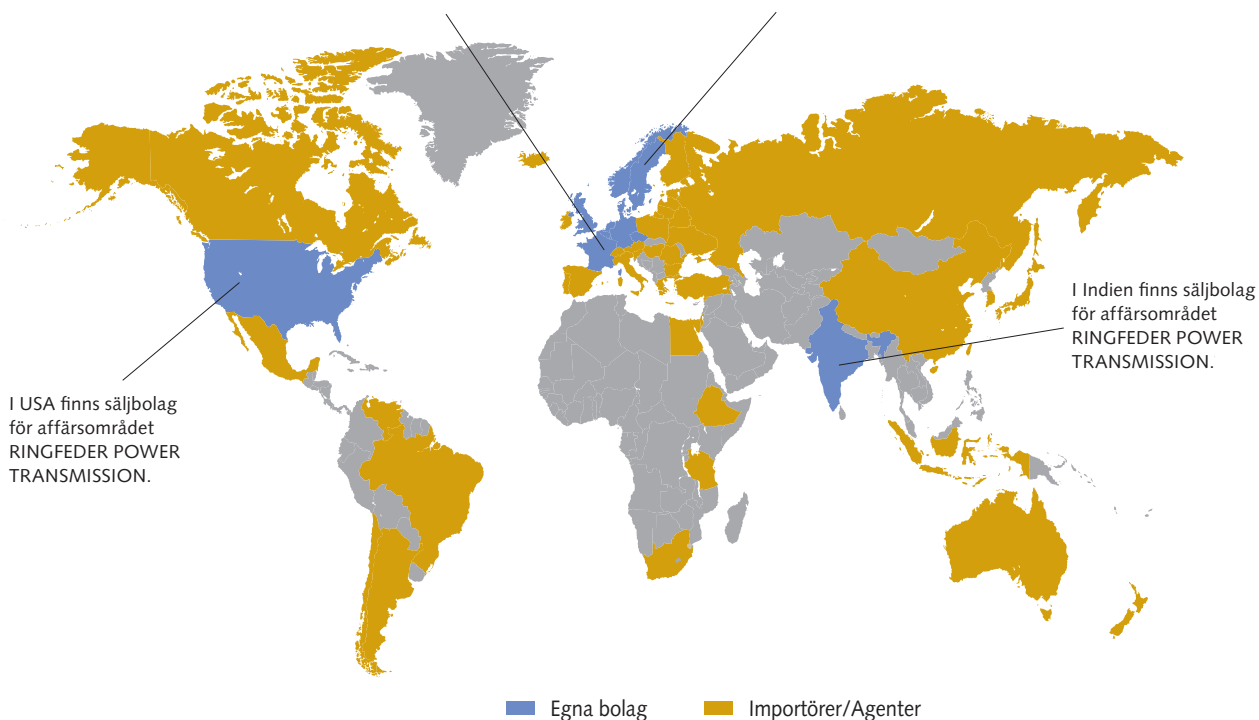 I Indien finns säljbolag
för affärsområdet
RINGFEDER POWER
TRANSMISSION.
I USA finns säljbolag
för affärsområdet
RINGFEDER POWER
TRANSMISSION.
Egna bolag
Importörer/Agenter